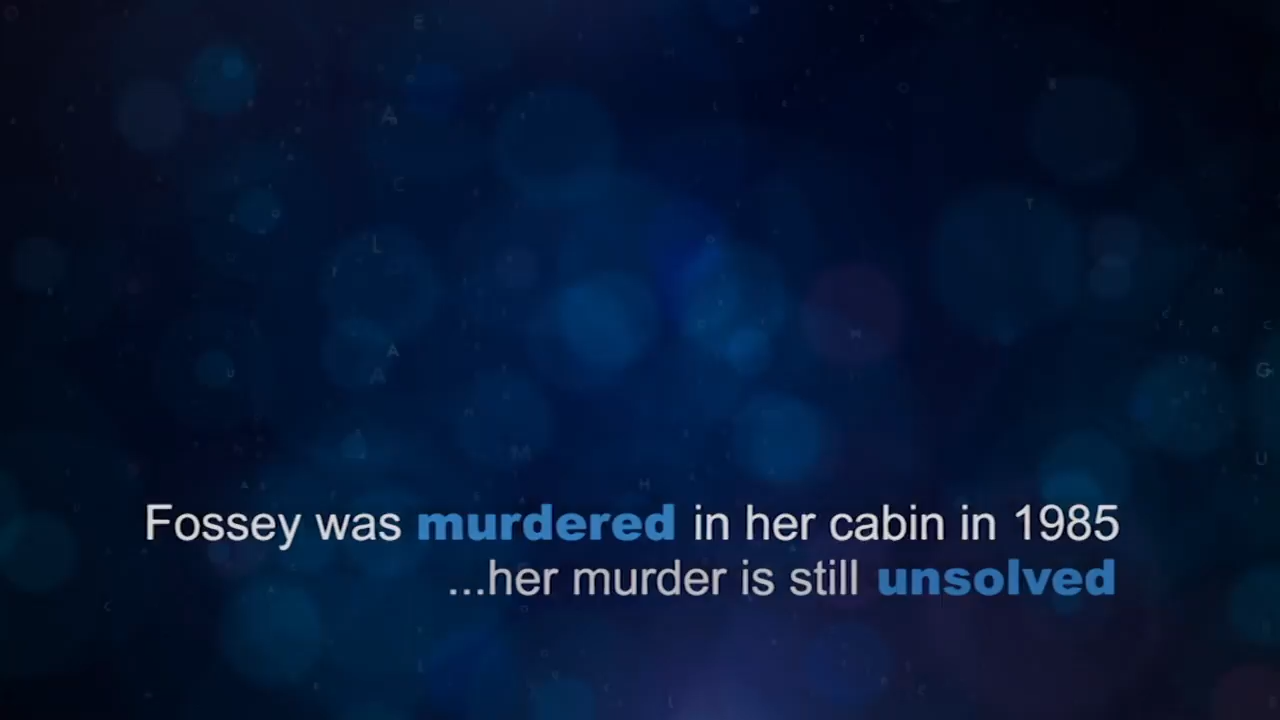 Fossey was murdered in her cabin in 1985
...her murder is still unsolved